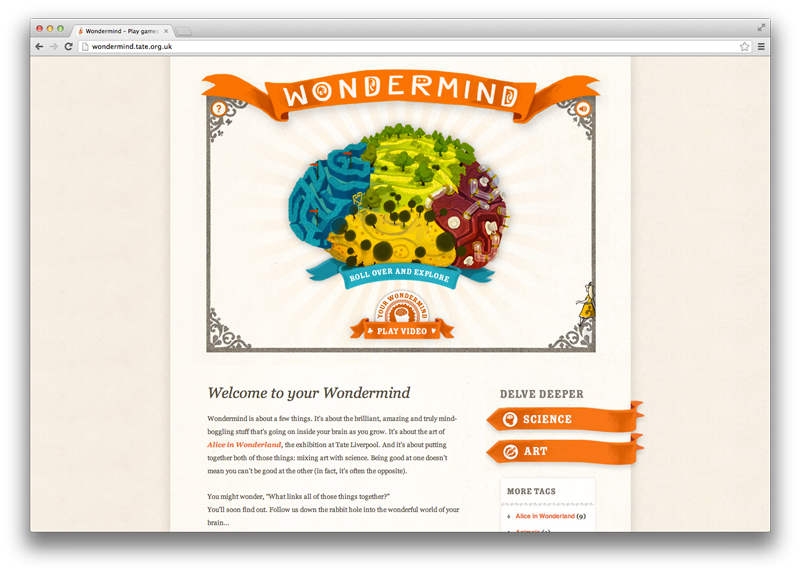 Wondermind – Play games
wondermind.tate.org.uk
WONDERMIND
?
ROLL OVER AND EXPLORE
YOUR WONDERMIND
PLAY VIDEO
Welcome to your Wondermind
Wondermind is about a few things. It's about the brilliant, amazing and truly mind-
boggling stuff that's going on inside your brain as you grow. It's about the art of
Alice in Wonderland, the exhibition at Tate Liverpool. And it's about putting
together both of those things: mixing art with science. Being good at one doesn't
mean you can't be good at the other (in fact, it's often the opposite).
You might wonder, "What links all of those things together?"
You'll soon find out. Follow us down the rabbit hole into the wonderful world of your
brain...
DELVE DEEPER
SCIENCE
ART
MORE TAGS
Alice in Wonderland (9)